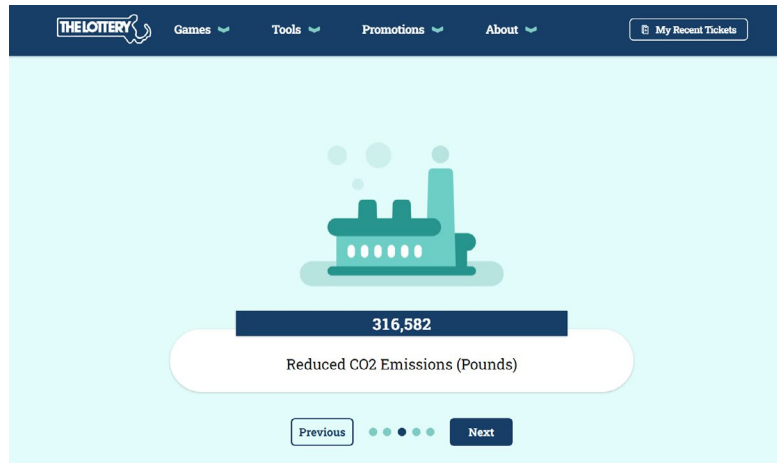 THE LOTTERY
Games
Tools
Promotions
About
My Recent Tickets
316,582
Reduced CO2 Emissions (Pounds)
Previous
Next